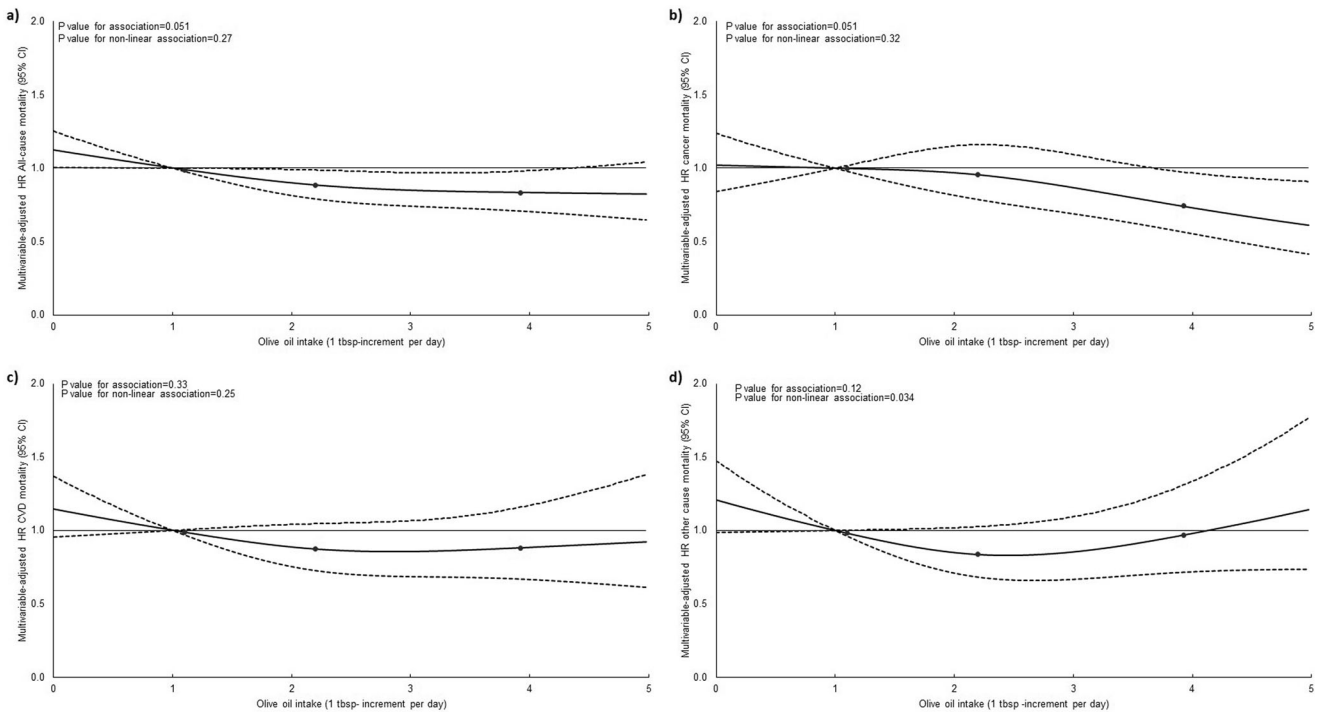 a)
P value for association=0.051
P value for non-linear association=0.27
Multivariable-adjusted HR All-cause mortality (95% CI)
2.0
1.5
1.0
0.5
0.0
0 1 2 3 4 5
Olive oil intake (1 tbsp-increment per day)
b)
P value for association=0.051
P value for non-linear association=0.32
Multivariable-adjusted HR cancer mortality (95% CI)
2.0
1.5
1.0
0.5
0.0
0 1 2 3 4 5
Olive oil intake (1 tbsp- increment per day)
c)
P value for association=0.33
P value for non-linear association=0.25
Multivariable-adjusted HR CVD mortality (95% CI)
2.0
1.5
1.0
0.5
0.0
0 1 2 3 4 5
Olive oil intake (1 tbsp- increment per day)
d)
P value for association=0.12
P value for non-linear association=0.034
Multivariable-adjusted HR other cause mortality (95% CI)
2.0
1.5
1.0
0.5
0.0
0 1 2 3 4 5
Olive oil intake (1 tbsp -increment per day)